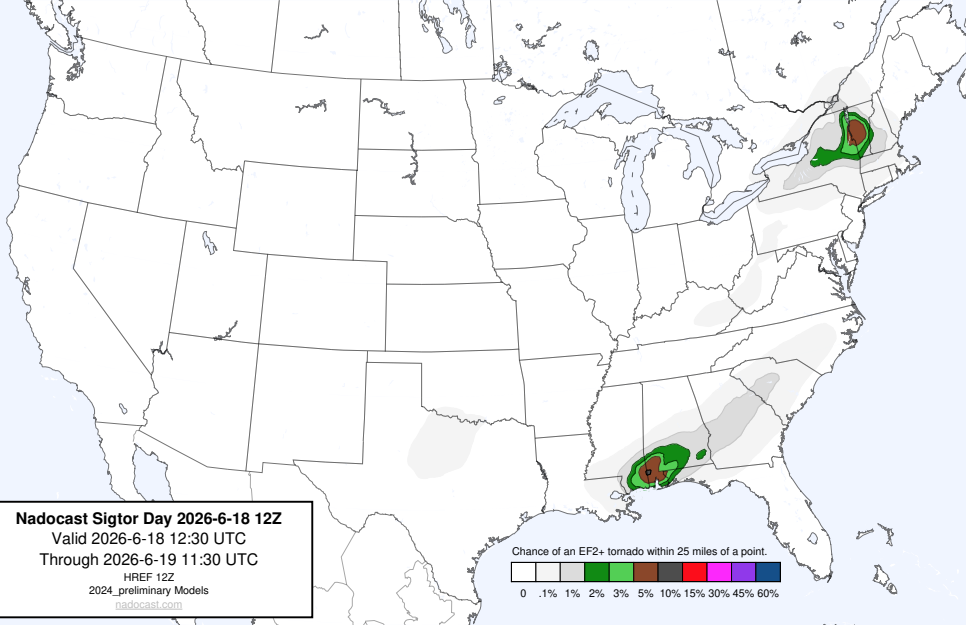 Nadocast Sigtor Day 2026-6-18 12Z
Valid 2026-6-18 12:30 UTC
Through 2026-6-19 11:30 UTC
HREF 12Z
2024_preliminary Models
nadocast.com
Chance of an EF2+ tornado within 25 miles of a point.
0 .1% 1% 2% 3% 5% 10% 15% 30% 45% 60%